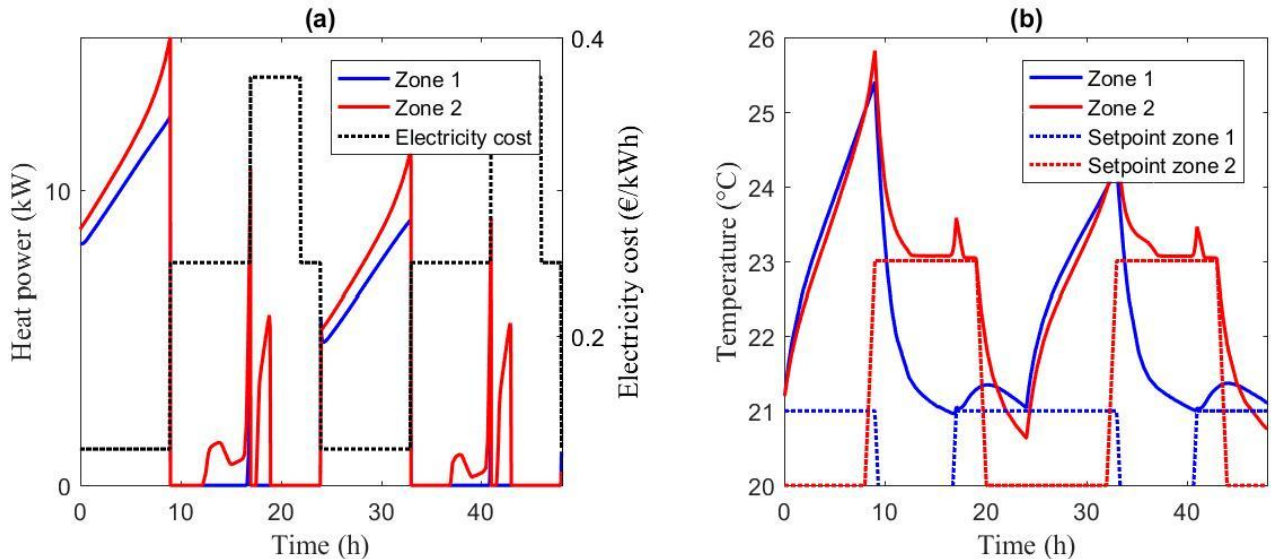 (a)
15
10
0
Heat power (kW)
0.4
0.2
Electricity cost (€/kWh)
Zone 1
Zone 2
Electricity cost
0 10 20 30 40
Time (h)
(b)
26
25
24
23
22
21
20
Temperature (°C)
Zone 1
Zone 2
Setpoint zone 1
Setpoint zone 2
0 10 20 30 40
Time (h)